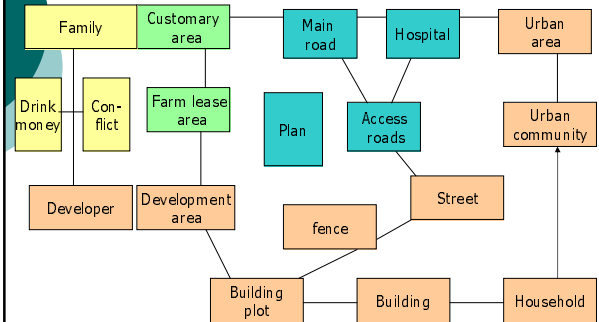 Family
Customary
area
Main
road
Hospital
Urban
area
Drink
money
Con-
flict
Farm lease
area
Plan
Access
roads
Urban
community
Developer
Development
area
fence
Street
Building
plot
Building
Household